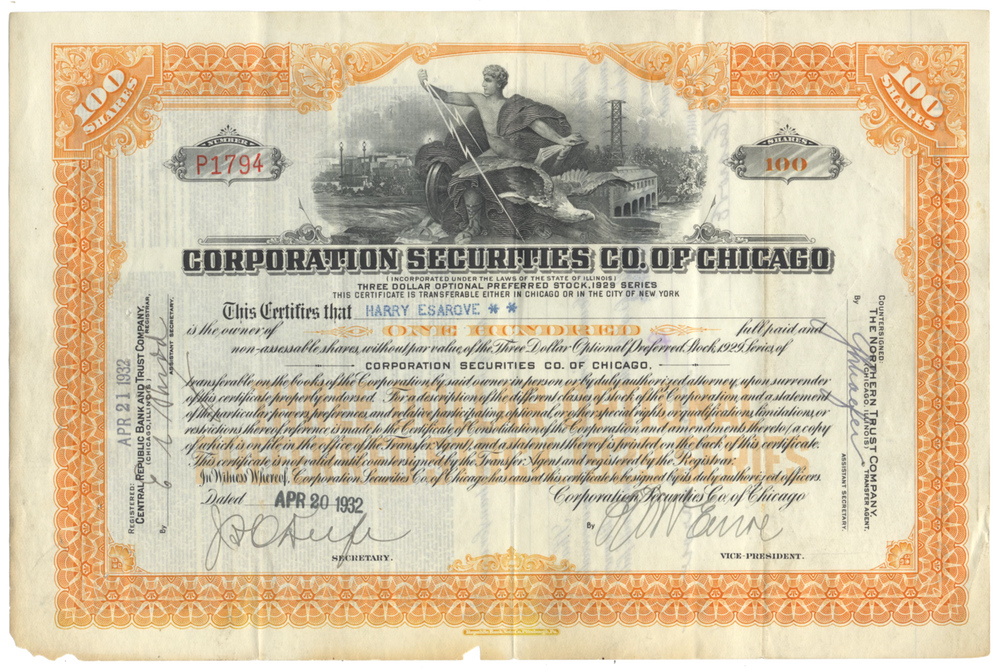 100
SHARES
100
SHARES
NUMBER
P1794
SHARES
100
CORPORATION SECURITIES CO. OF CHICAGO
(INCORPORATED UNDER THE LAWS OF THE STATE OF ILLINOIS)
THREE DOLLAR OPTIONAL PREFERRED STOCK, 1929 SERIES
THIS CERTIFICATE IS TRANSFERABLE EITHER IN CHICAGO OR IN THE CITY OF NEW YORK
This Certifies that HARRY ESAROVE * *
is the owner of ONE HUNDRED full paid and
non-assessable shares, without par value, of the Three Dollar Optional Preferred Stock, 1929 Series, of
CORPORATION SECURITIES CO. OF CHICAGO.
transferable on the books of the Corporation by said owner in person or by duly authorized attorney, upon surrender
of this certificate properly endorsed. For a description of the different classes of stock of the Corporation, and a statement
of the particular powers, preferences, and relative participating, optional, or other special rights or qualifications, limitations, or
restrictions thereof reference is made to the Certificate of Consolidation of the Corporation and amendments thereto, a copy
of which is on file in the office of the Transfer Agent, and a statement thereof is printed on the back of this certificate.
This certificate is not valid until countersigned by the Transfer Agent and registered by the Registrar.
In Witness Whereof, Corporation Securities Co. of Chicago has caused this certificate to be signed by its duly authorized officers.
Dated APR 20 1932
Corporation Securities Co. of Chicago
By
SECRETARY.
VICE-PRESIDENT.
REGISTERED: APR 21 1932
CENTRAL REPUBLIC BANK AND TRUST COMPANY,
(CHICAGO, ILLINOIS) REGISTRAR,
By
ASSISTANT SECRETARY.
COUNTERSIGNED:
THE NORTHERN TRUST COMPANY,
(CHICAGO, ILLINOIS) TRANSFER AGENT.
By
ASSISTANT SECRETARY.